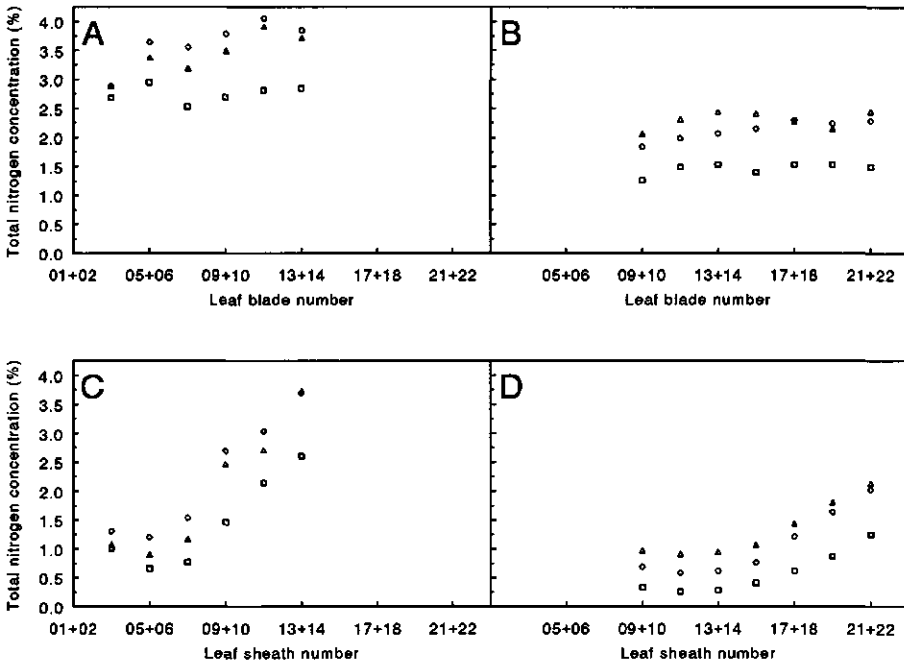 Total nitrogen concentration (%)
A
4.0
3.5
3.0
2.5
2.0
1.5
1.0
0.5
0.0
01+02 05+06 09+10 13+14 17+18 21+22
Leaf blade number
B
05+06 09+10 13+14 17+18 21+22
Leaf blade number
Total nitrogen concentration (%)
C
4.0
3.5
3.0
2.5
2.0
1.5
1.0
0.5
0.0
01+02 05+06 09+10 13+14 17+18 21+22
Leaf sheath number
D
05+06 09+10 13+14 17+18 21+22
Leaf sheath number